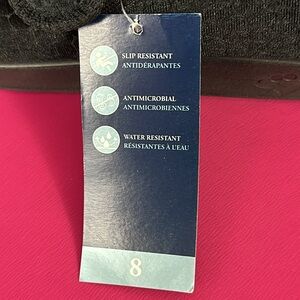 SLIP RESISTANT
ANTIDÉRAPANTES
ANTIMICROBIAL
ANTIMICROBIENNES
WATER RESISTANT
RÉSISTANTES À L'EAU
8